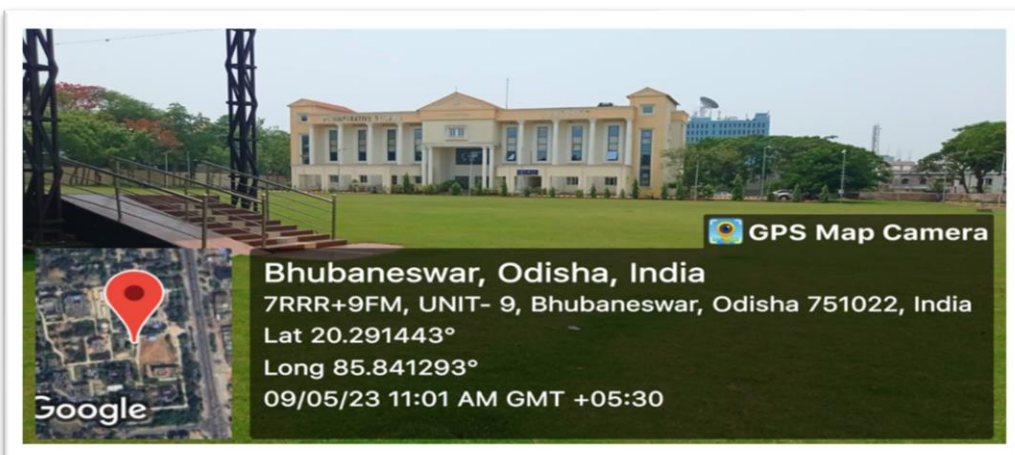 GPS Map Camera
Bhubaneswar, Odisha, India
7RRR+9FM, UNIT- 9, Bhubaneswar, Odisha 751022, India
Lat 20.291443°
Long 85.841293°
09/05/23 11:01 AM GMT +05:30
Google